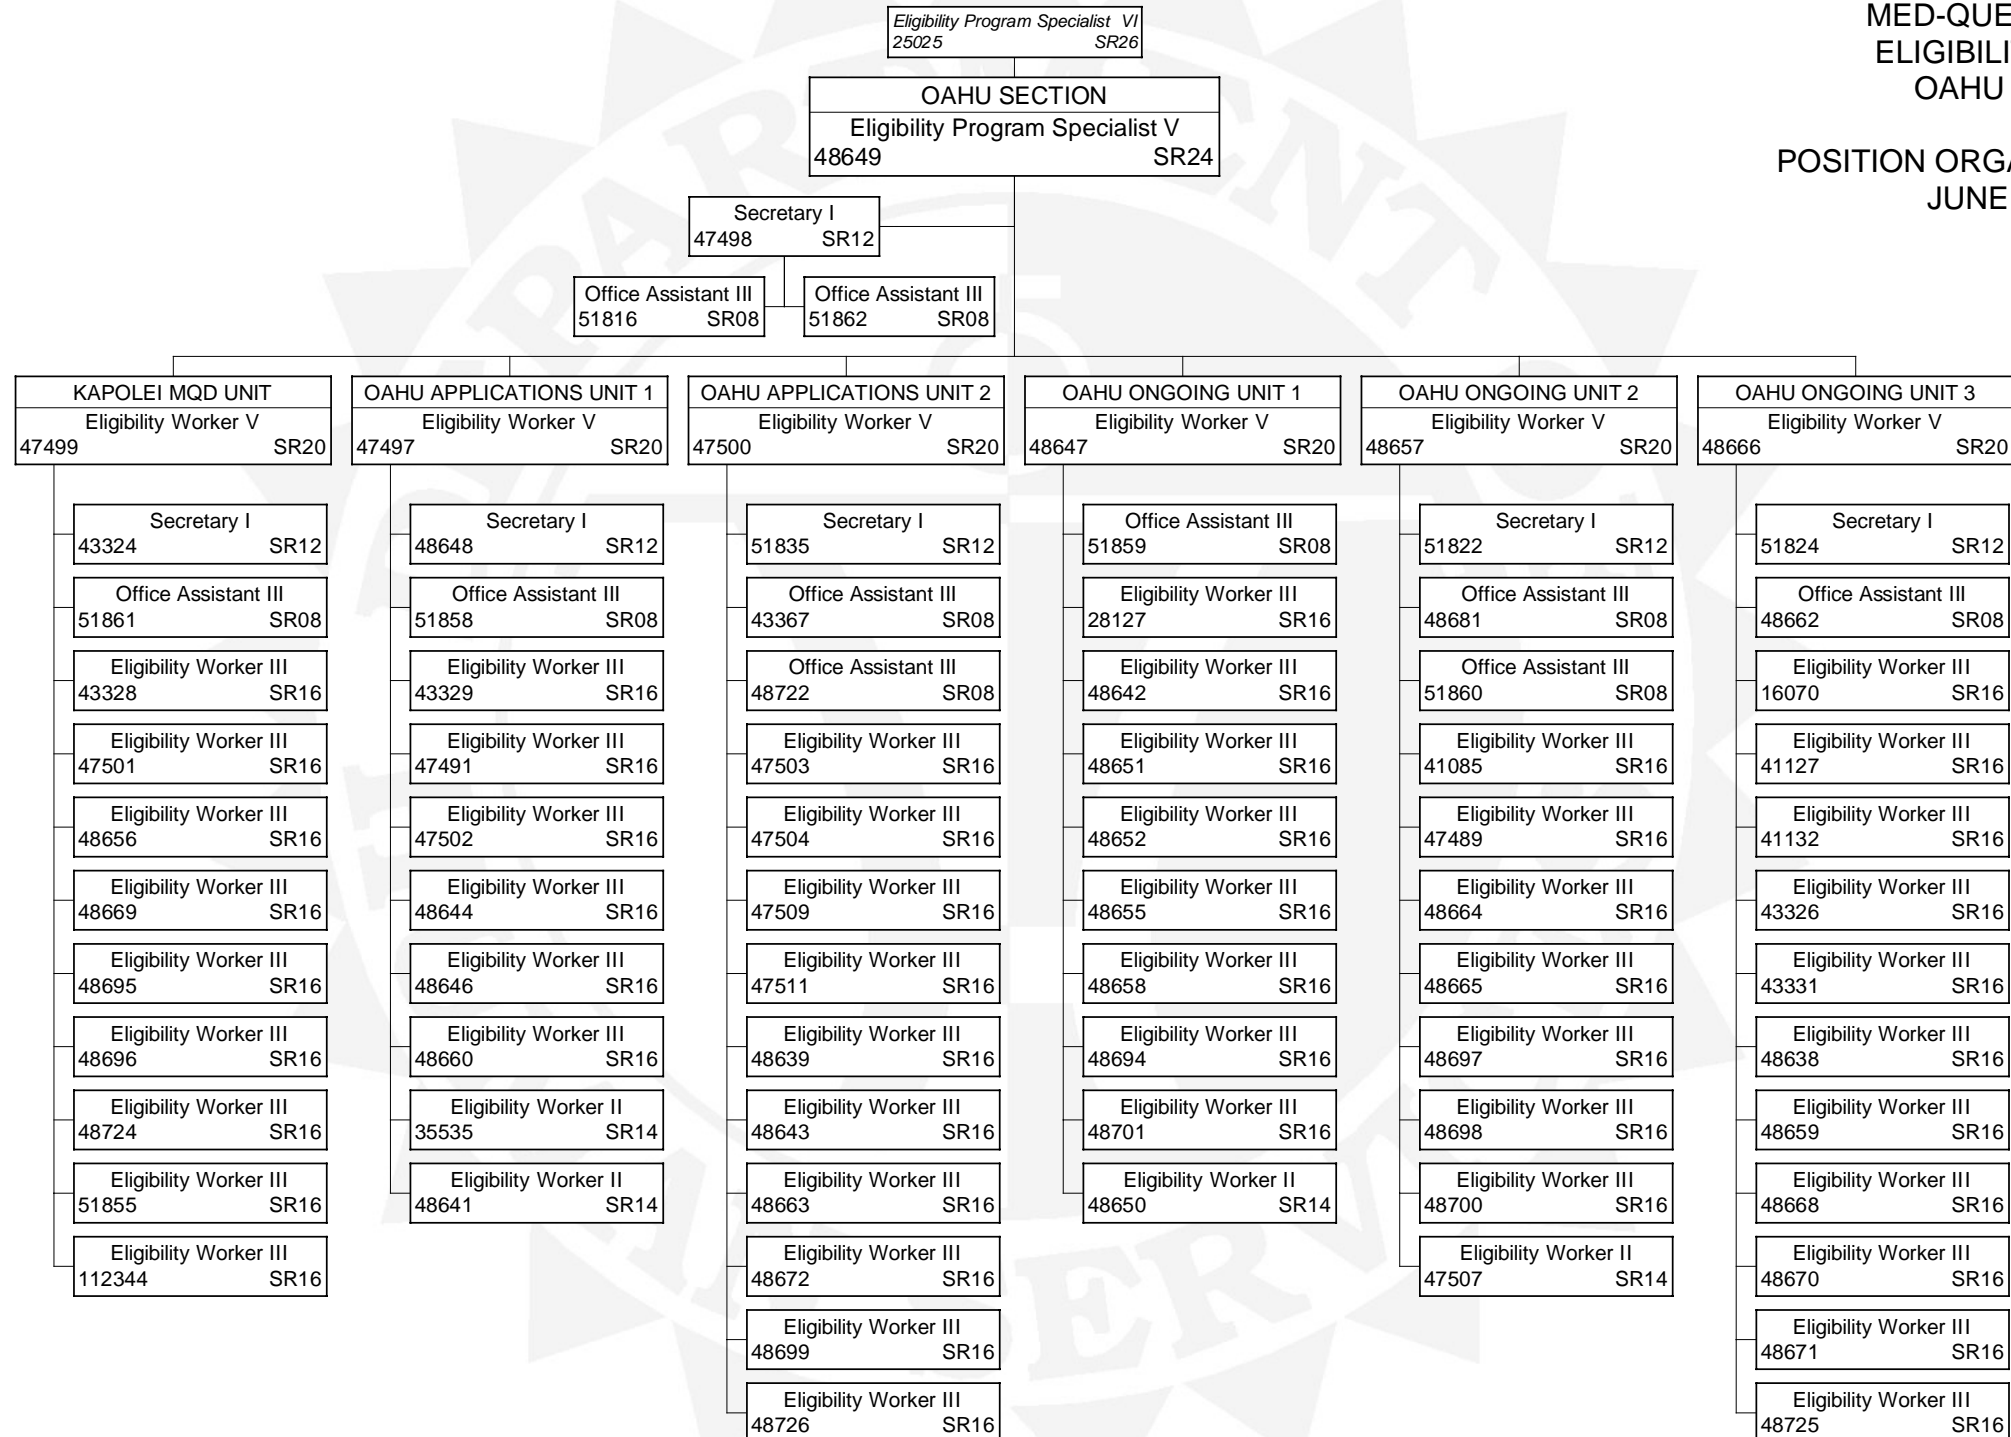 Eligibility Program Specialist VI
25025 SR26
MED-QUE
ELIGIBILI
OAHU
POSITION ORGA
JUNE
OAHU SECTION
Eligibility Program Specialist V
48649 SR24
Secretary I
47498 SR12
Office Assistant III
51816 SR08
Office Assistant III
51862 SR08
KAPOLEI MQD UNIT
Eligibility Worker V
47499 SR20
Secretary I
43324 SR12
Office Assistant III
51861 SR08
Eligibility Worker III
43328 SR16
Eligibility Worker III
47501 SR16
Eligibility Worker III
48656 SR16
Eligibility Worker III
48669 SR16
Eligibility Worker III
48695 SR16
Eligibility Worker III
48696 SR16
Eligibility Worker III
48724 SR16
Eligibility Worker III
51855 SR16
Eligibility Worker III
112344 SR16
OAHU APPLICATIONS UNIT 1
Eligibility Worker V
47497 SR20
Secretary I
48648 SR12
Office Assistant III
51858 SR08
Eligibility Worker III
43329 SR16
Eligibility Worker III
47491 SR16
Eligibility Worker III
47502 SR16
Eligibility Worker III
48644 SR16
Eligibility Worker III
48646 SR16
Eligibility Worker III
48660 SR16
Eligibility Worker II
35535 SR14
Eligibility Worker II
48641 SR14
OAHU APPLICATIONS UNIT 2
Eligibility Worker V
47500 SR20
Secretary I
51835 SR12
Office Assistant III
43367 SR08
Office Assistant III
48722 SR08
Eligibility Worker III
47503 SR16
Eligibility Worker III
47504 SR16
Eligibility Worker III
47509 SR16
Eligibility Worker III
47511 SR16
Eligibility Worker III
48639 SR16
Eligibility Worker III
48643 SR16
Eligibility Worker III
48663 SR16
Eligibility Worker III
48672 SR16
Eligibility Worker III
48699 SR16
Eligibility Worker III
48726 SR16
OAHU ONGOING UNIT 1
Eligibility Worker V
48647 SR20
Office Assistant III
51859 SR08
Eligibility Worker III
28127 SR16
Eligibility Worker III
48642 SR16
Eligibility Worker III
48651 SR16
Eligibility Worker III
48652 SR16
Eligibility Worker III
48655 SR16
Eligibility Worker III
48658 SR16
Eligibility Worker III
48694 SR16
Eligibility Worker III
48701 SR16
Eligibility Worker II
48650 SR14
OAHU ONGOING UNIT 2
Eligibility Worker V
48657 SR20
Secretary I
51822 SR12
Office Assistant III
48681 SR08
Office Assistant III
51860 SR08
Eligibility Worker III
41085 SR16
Eligibility Worker III
47489 SR16
Eligibility Worker III
48664 SR16
Eligibility Worker III
48665 SR16
Eligibility Worker III
48697 SR16
Eligibility Worker III
48698 SR16
Eligibility Worker III
48700 SR16
Eligibility Worker II
47507 SR14
OAHU ONGOING UNIT 3
Eligibility Worker V
48666 SR20
Secretary I
51824 SR12
Office Assistant III
48662 SR08
Eligibility Worker III
16070 SR16
Eligibility Worker III
41127 SR16
Eligibility Worker III
41132 SR16
Eligibility Worker III
43326 SR16
Eligibility Worker III
43331 SR16
Eligibility Worker III
48638 SR16
Eligibility Worker III
48659 SR16
Eligibility Worker III
48668 SR16
Eligibility Worker III
48670 SR16
Eligibility Worker III
48671 SR16
Eligibility Worker III
48725 SR16